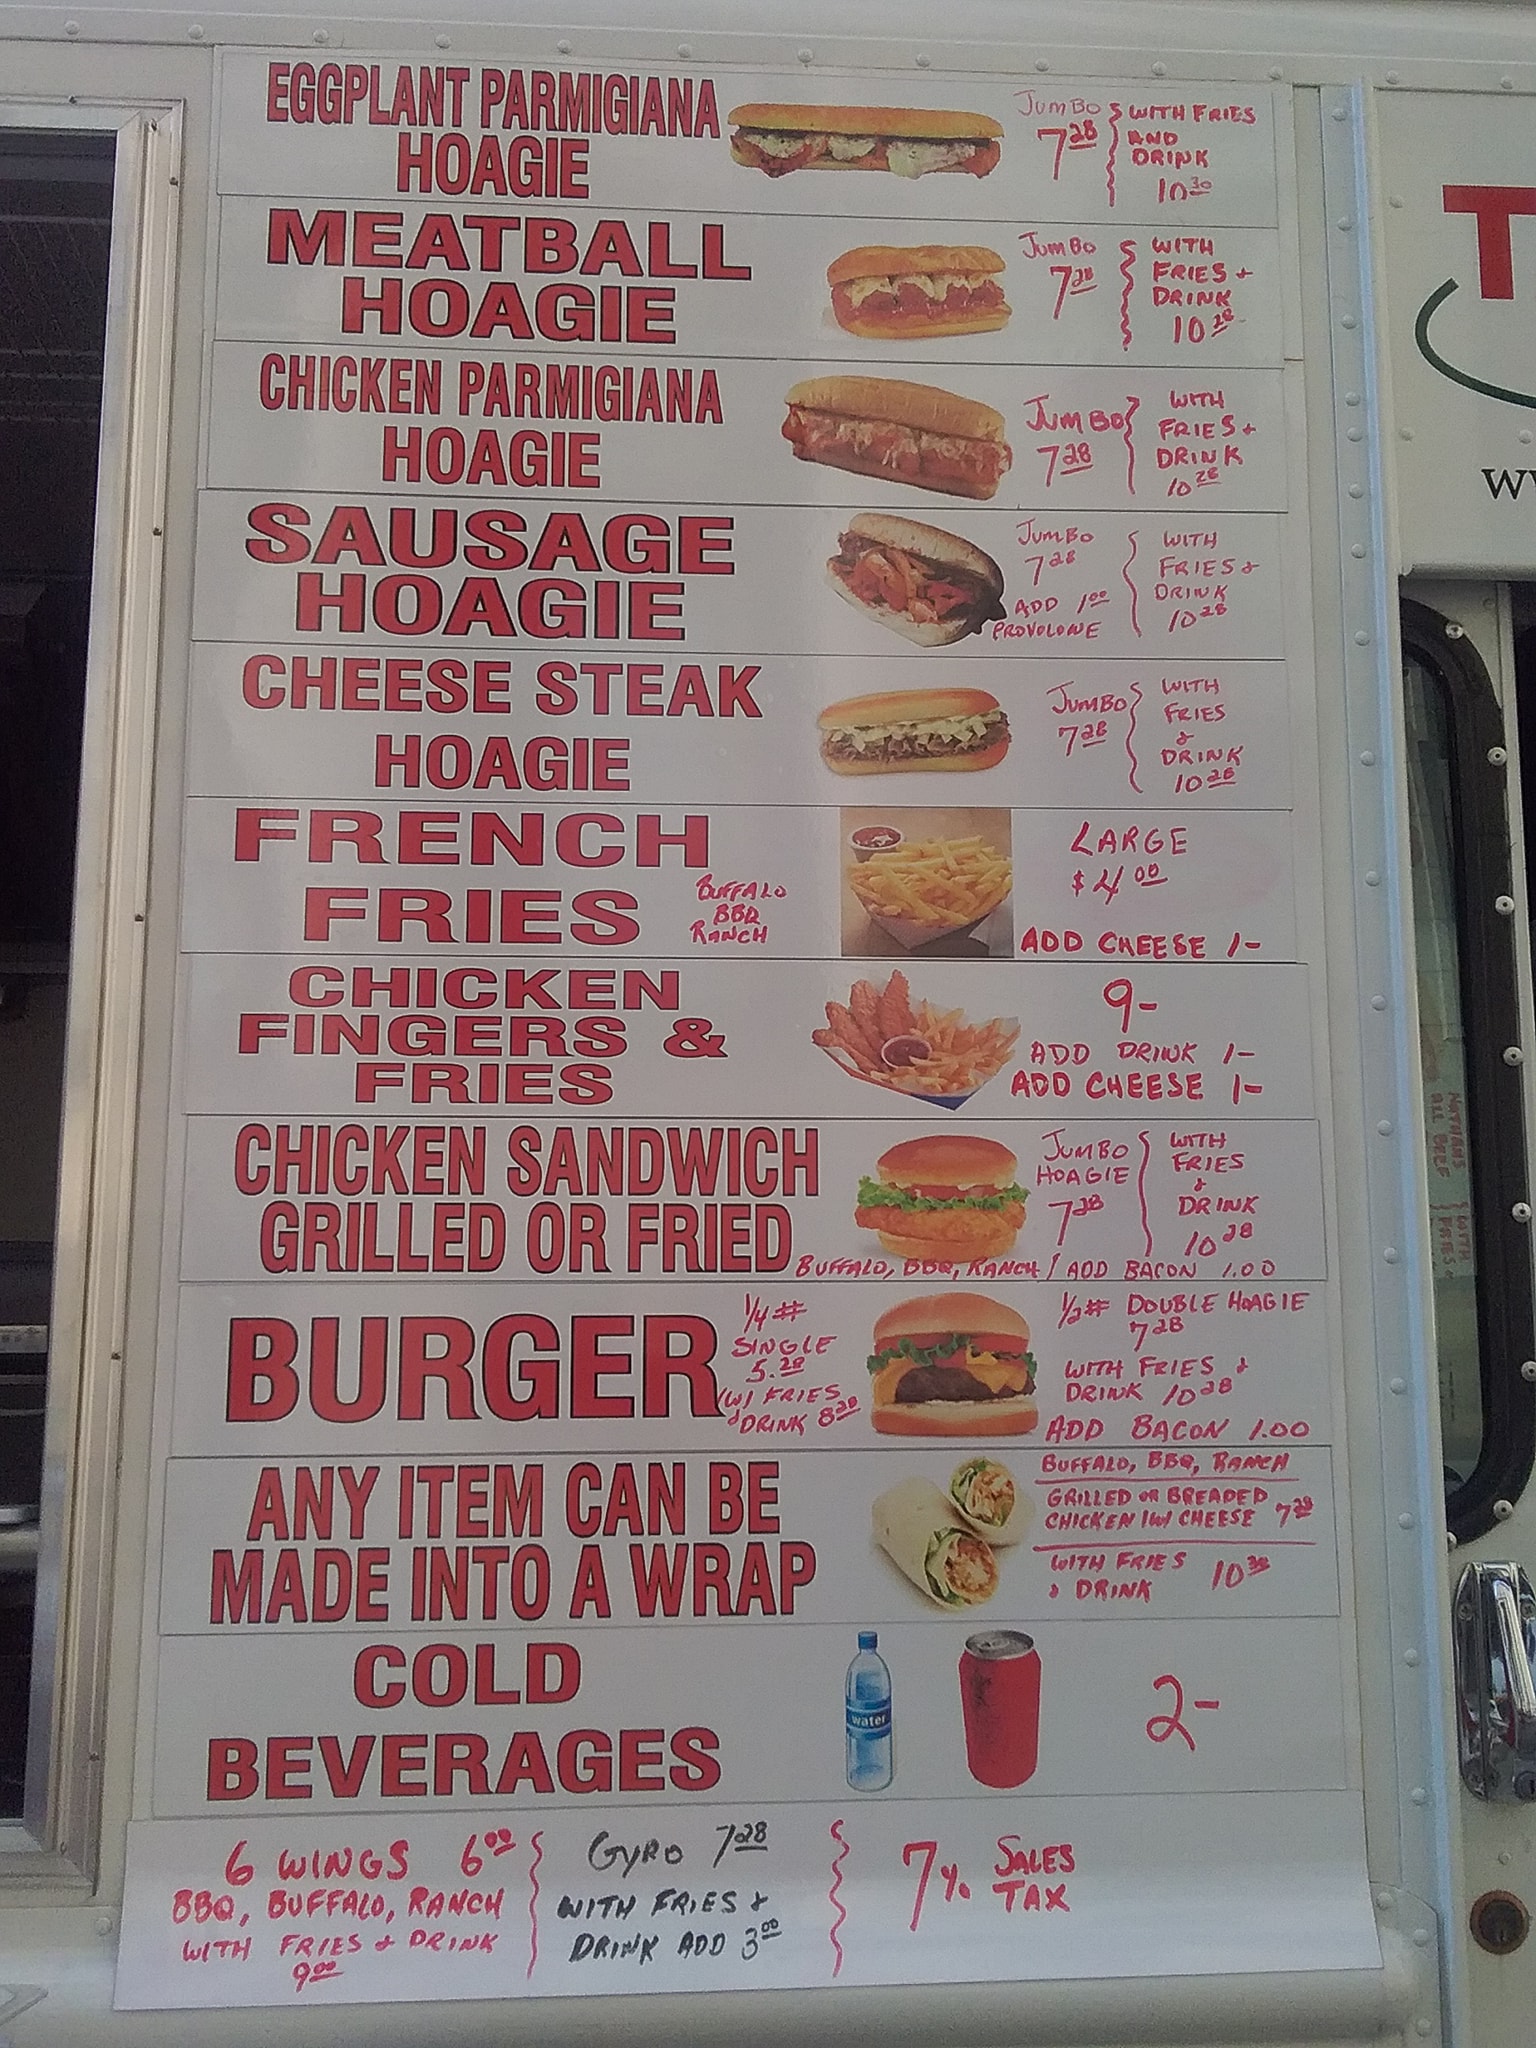 EGGPLANT PARMIGIANA
HOAGIE
JUMBO
7 28
WITH FRIES
AND
DRINK
10 30
MEATBALL
HOAGIE
JUMBO
7 28
WITH
FRIES +
DRINK
10 28
CHICKEN PARMIGIANA
HOAGIE
JUMBO
7 28
WITH
FRIES +
DRINK
10 28
SAUSAGE
HOAGIE
JUMBO
7 28
ADD 1 00
PROVOLONE
WITH
FRIES &
DRINK
10 28
CHEESE STEAK
HOAGIE
JUMBO
7 28
WITH
FRIES
&
DRINK
10 28
FRENCH
FRIES
BUFFALO
BBQ
RANCH
LARGE
$4 00
ADD CHEESE 1-
CHICKEN
FINGERS &
FRIES
9-
ADD DRINK 1-
ADD CHEESE 1-
CHICKEN SANDWICH
GRILLED OR FRIED
JUMBO
HOAGIE
7 28
WITH
FRIES
&
DRINK
10 28
BUFFALO, BBQ, RANCH / ADD BACON 1.00
BURGER
1/4 #
SINGLE
5.28
W/ FRIES
& DRINK 8 28
1/2# DOUBLE HOAGIE
7 28
WITH FRIES &
DRINK 10 28
ADD BACON 1.00
ANY ITEM CAN BE
MADE INTO A WRAP
BUFFALO, BBQ, RANCH
GRILLED OR BREADED
CHICKEN W/ CHEESE 7 28
WITH FRIES
& DRINK 10
COLD
BEVERAGES
water
2-
6 WINGS 6 00
BBQ, BUFFALO, RANCH
WITH FRIES & DRINK
9 00
GYRO 7 28
WITH FRIES &
DRINK ADD 3 00
7% SALES
TAX
T
W
NATHANS
ALL BEEF